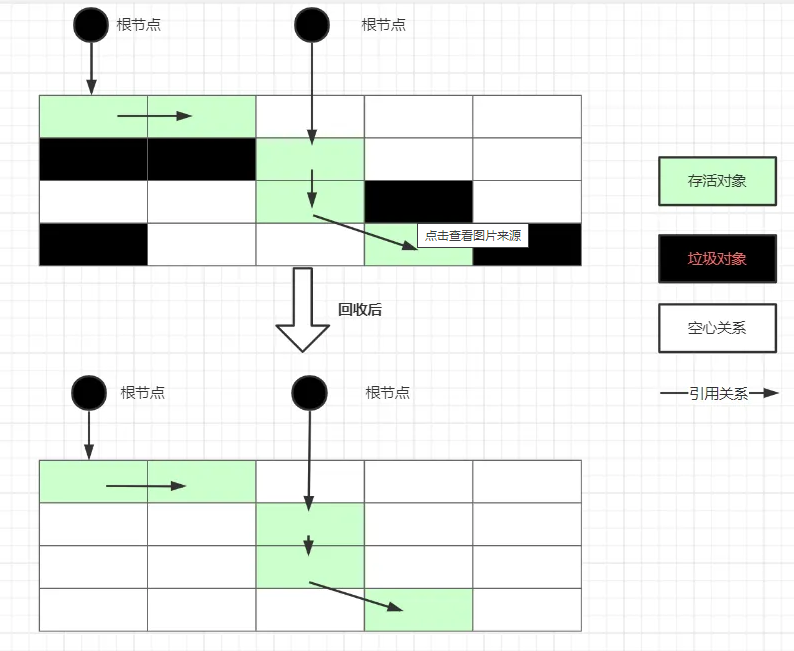 根节点
根节点
存活对象
点击查看图片来源
垃圾对象
回收后
空心关系
根节点
根节点
引用关系